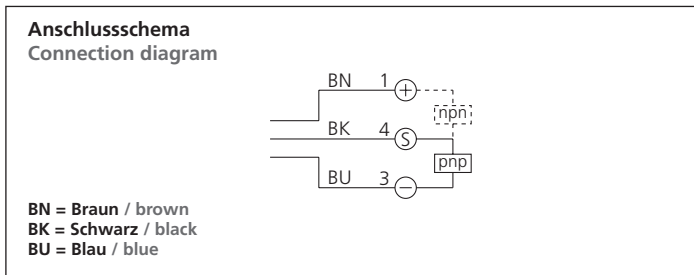 Anschlussschema
Connection diagram
BN 1 +
npn
BK 4 S
pnp
BU 3 −
BN = Braun / brown
BK = Schwarz / black
BU = Blau / blue